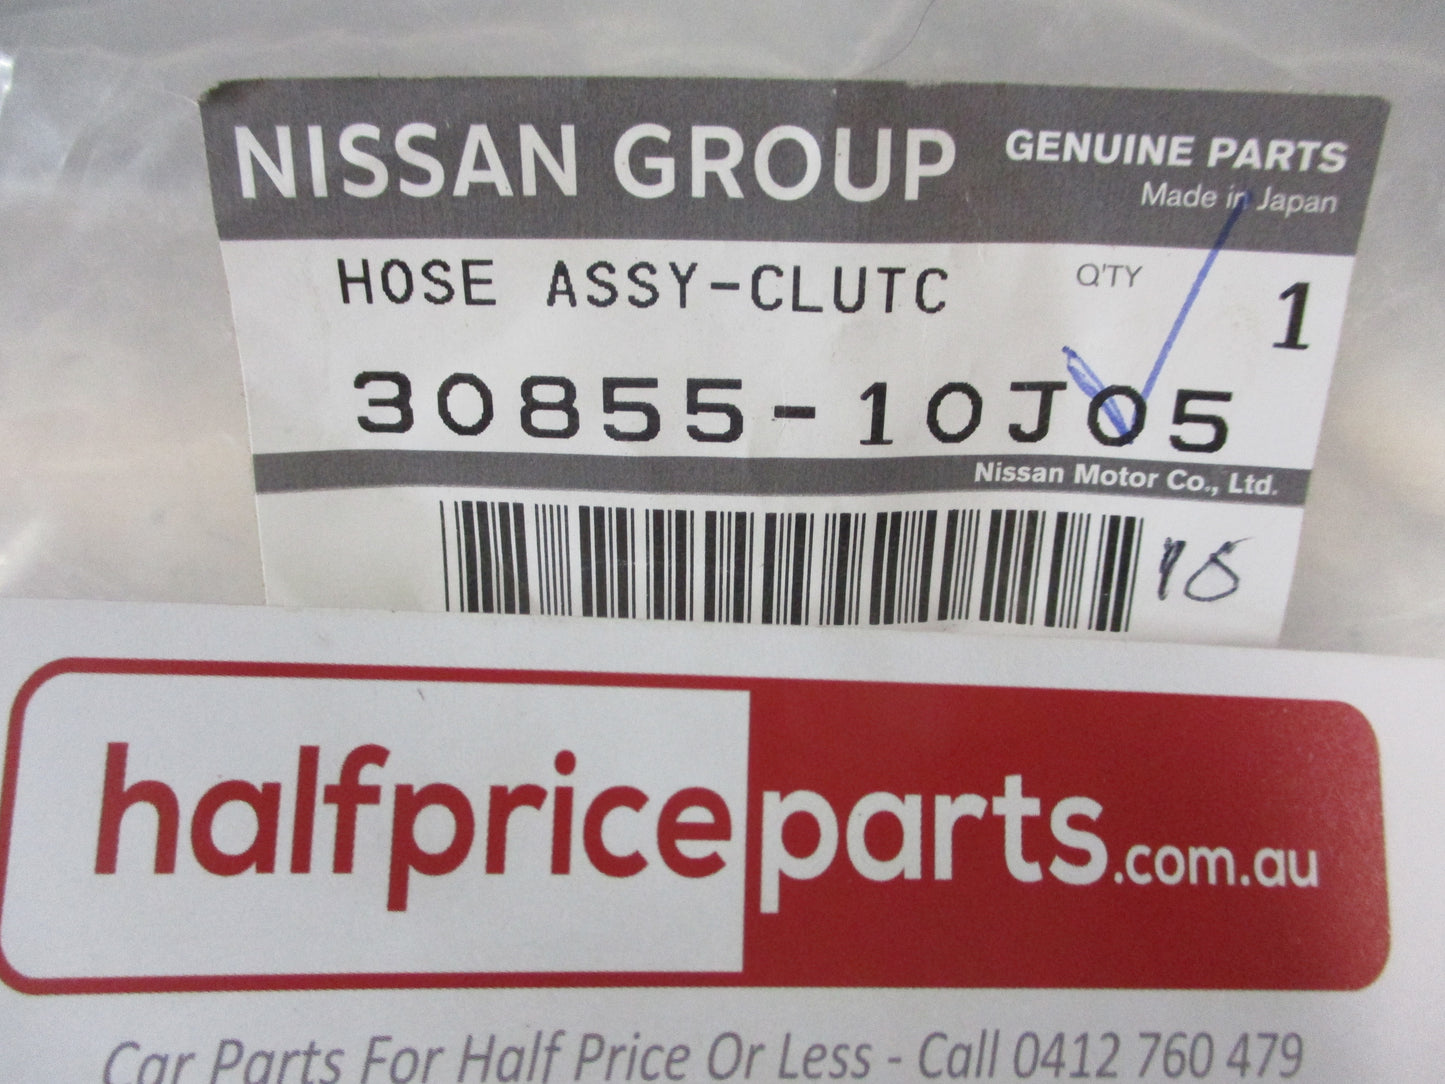 NISSAN GROUP
GENUINE PARTS
Made in Japan
HOSE ASSY-CLUTC
Q'TY 1
30855-10J05
Nissan Motor Co., Ltd.
18
halfpriceparts.com.au
Car Parts For Half Price Or Less - Call 0412 760 479